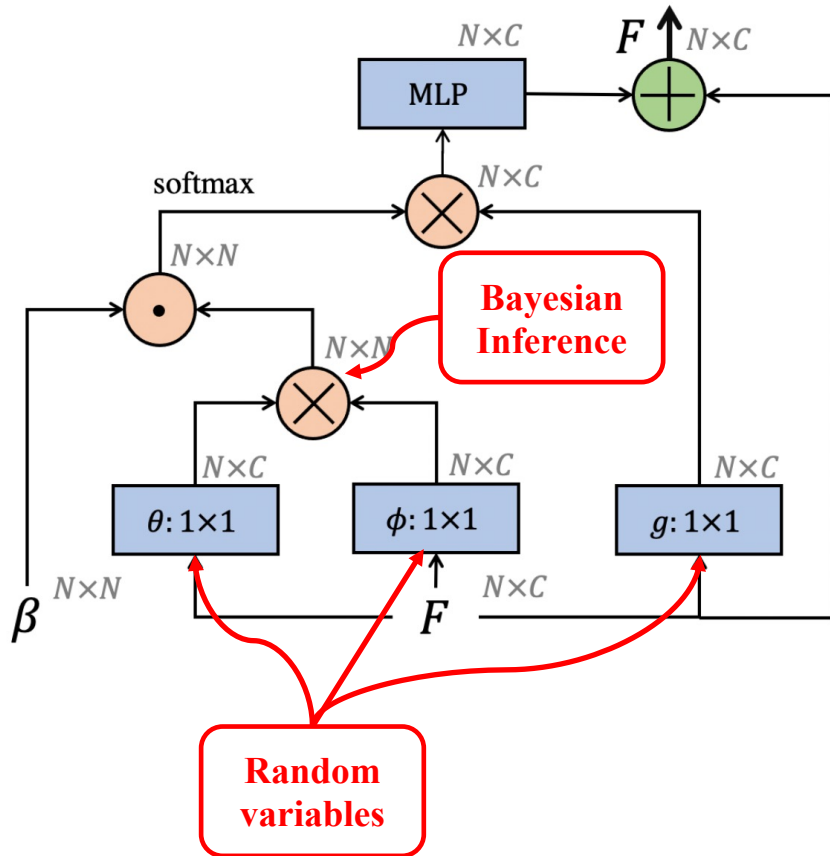 N×C
F
N×C
MLP
softmax
N×C
N×N
Bayesian
Inference
N×N
N×C
N×C
N×C
θ: 1×1
ϕ: 1×1
g: 1×1
β
N×N
F
N×C
Random
variables